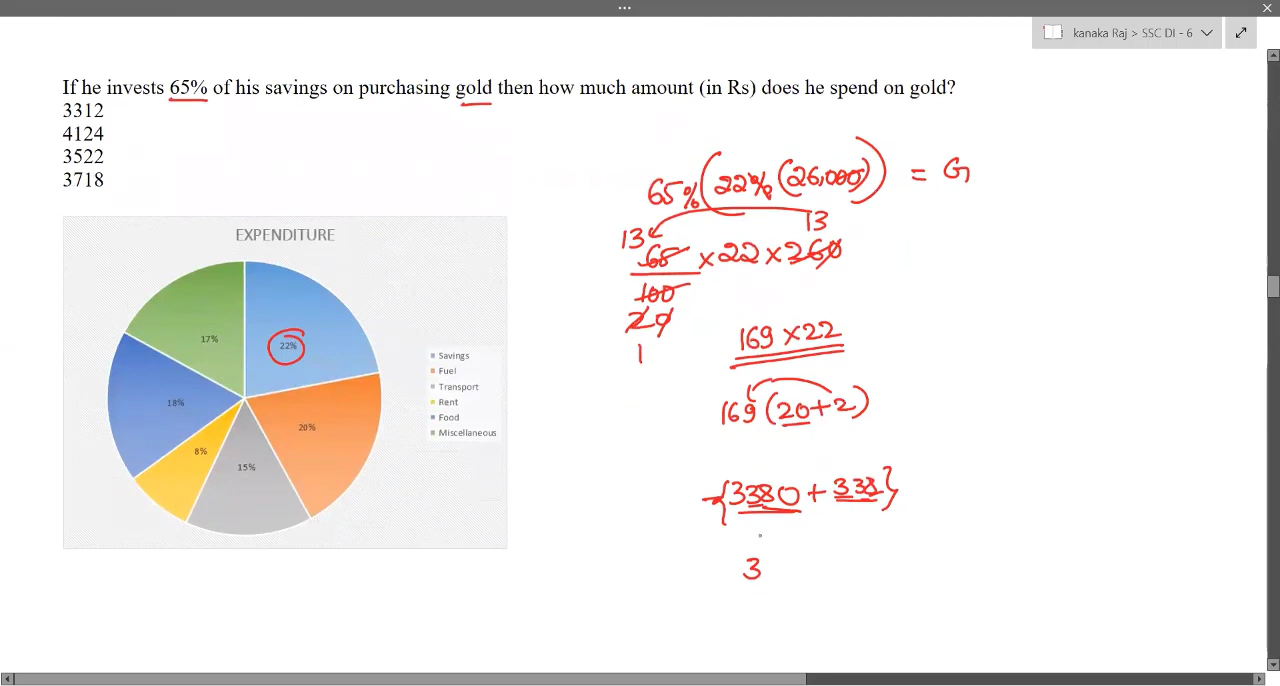 kanaka Raj > SSC DI - 6
If he invests 65% of his savings on purchasing gold then how much amount (in Rs) does he spend on gold?
3312
4124
3522
3718
65% (22% (26,000)) = G
13 13
65 × 22 × 260
100
20
1
169 × 22
169 (20+2)
{3380 + 338}
3
EXPENDITURE
17%
22%
18%
20%
8%
15%
Savings
Fuel
Transport
Rent
Food
Miscellaneous